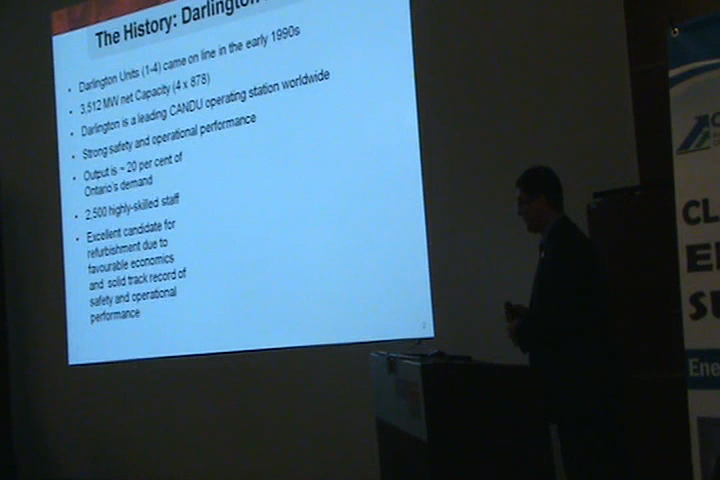 The History: Darlington
• Darlington Units (1-4) came on line in the early 1990s
• 3,512 MW net Capacity (4 x 878)
• Darlington is a leading CANDU operating station worldwide
• Strong safety and operational performance
• Output is ~ 20 per cent of
Ontario's demand
• 2,500 highly-skilled staff
• Excellent candidate for
refurbishment due to
favourable economics
and solid track record of
safety and operational
performance
CL
Ene